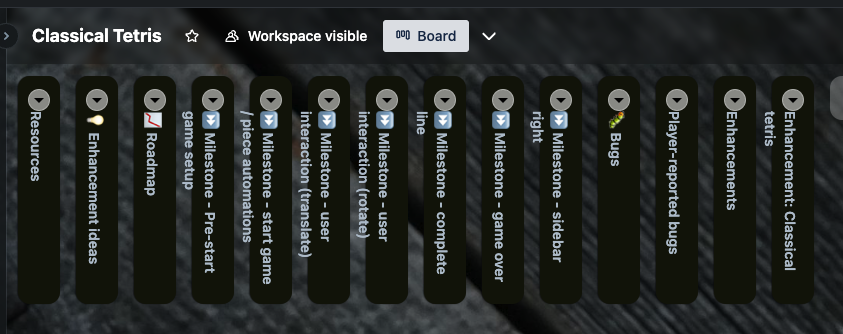 Classical Tetris
Workspace visible
Board
Resources
Enhancement ideas
Roadmap
Milestone - Pre-start
game setup
Milestone - start game
/ piece automations
Milestone - user
interaction (translate)
Milestone - user
interaction (rotate)
Milestone - complete
line
Milestone - game over
Milestone - sidebar
right
Bugs
Player-reported bugs
Enhancements
Enhancement: Classical
tetris